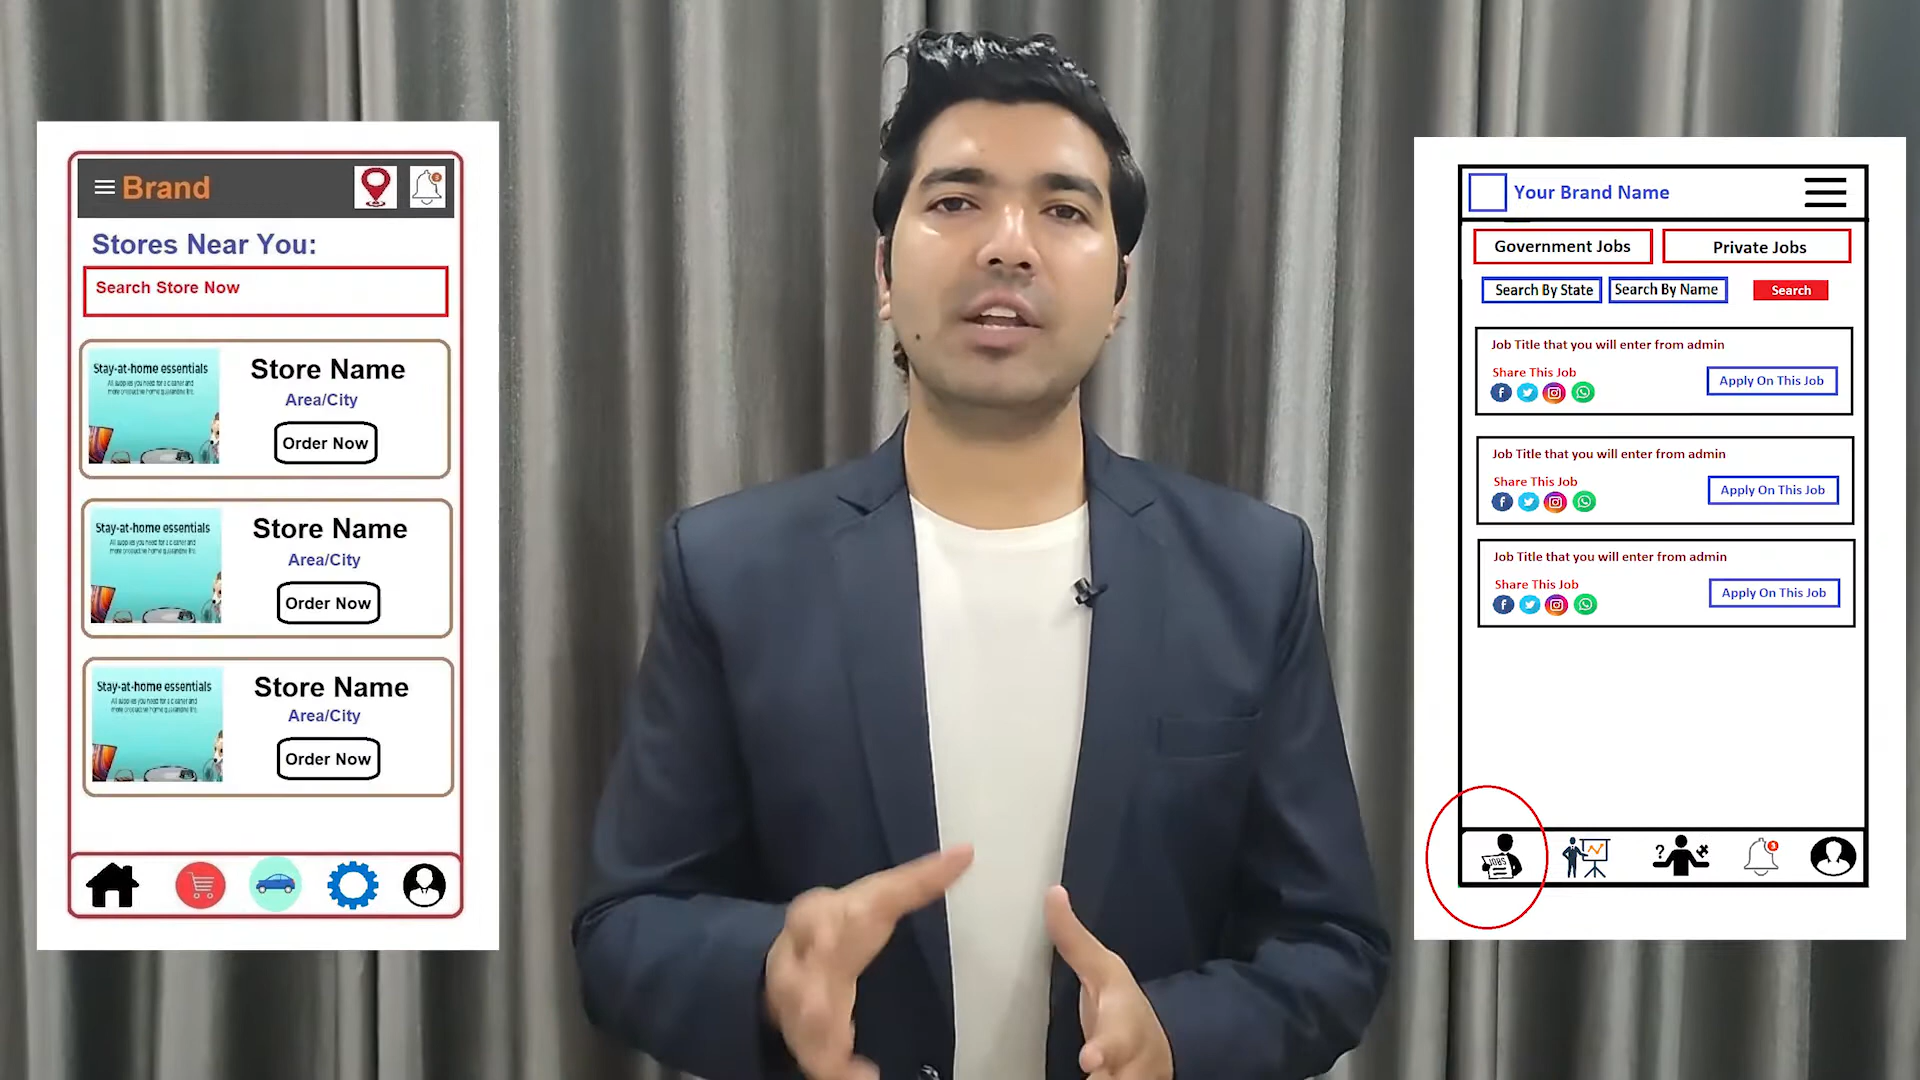 Brand
3
Stores Near You:
Search Store Now
Stay-at-home essentials
Store Name
Area/City
Order Now
Stay-at-home essentials
Store Name
Area/City
Order Now
Stay-at-home essentials
Store Name
Area/City
Order Now
Your Brand Name
Government Jobs
Private Jobs
Search By State
Search By Name
Search
Job Title that you will enter from admin
Share This Job
Apply On This Job
Job Title that you will enter from admin
Share This Job
Apply On This Job
Job Title that you will enter from admin
Share This Job
Apply On This Job
JOBS
3